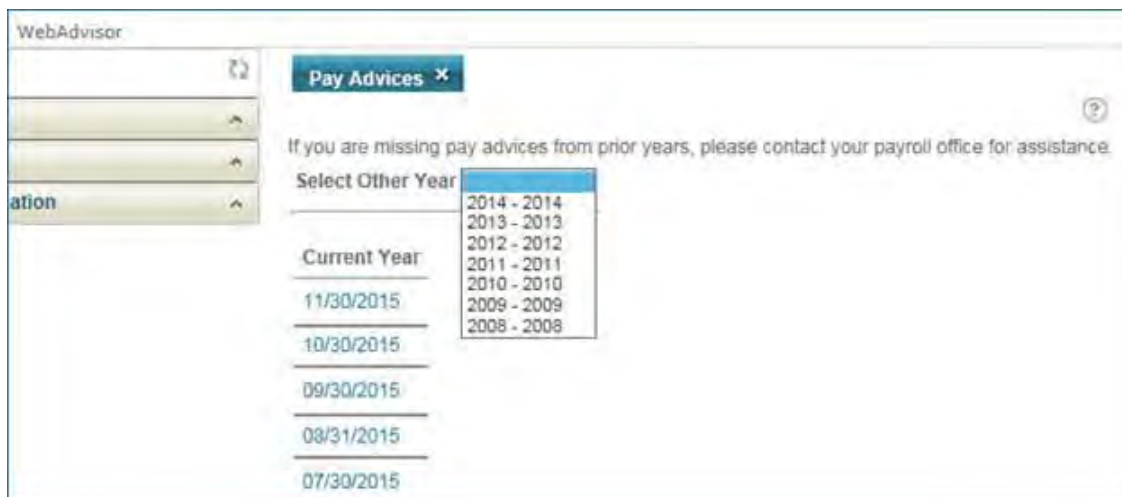 WebAdvisor
Pay Advices ×
?
If you are missing pay advices from prior years, please contact your payroll office for assistance.
Select Other Year
2014 - 2014
2013 - 2013
2012 - 2012
2011 - 2011
2010 - 2010
2009 - 2009
2008 - 2008
ation
Current Year
11/30/2015
10/30/2015
09/30/2015
08/31/2015
07/30/2015